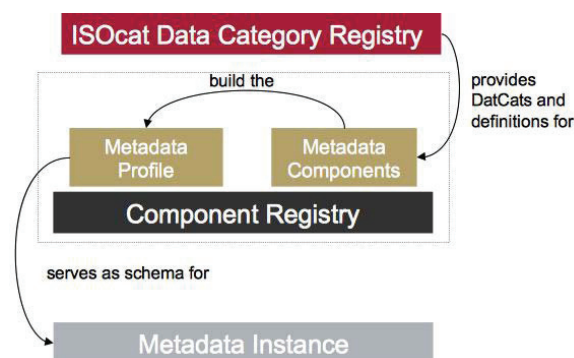 ISOcat Data Category Registry
build the
provides
DatCats and
definitions for
Metadata
Profile
Metadata
Components
Component Registry
serves as schema for
Metadata Instance